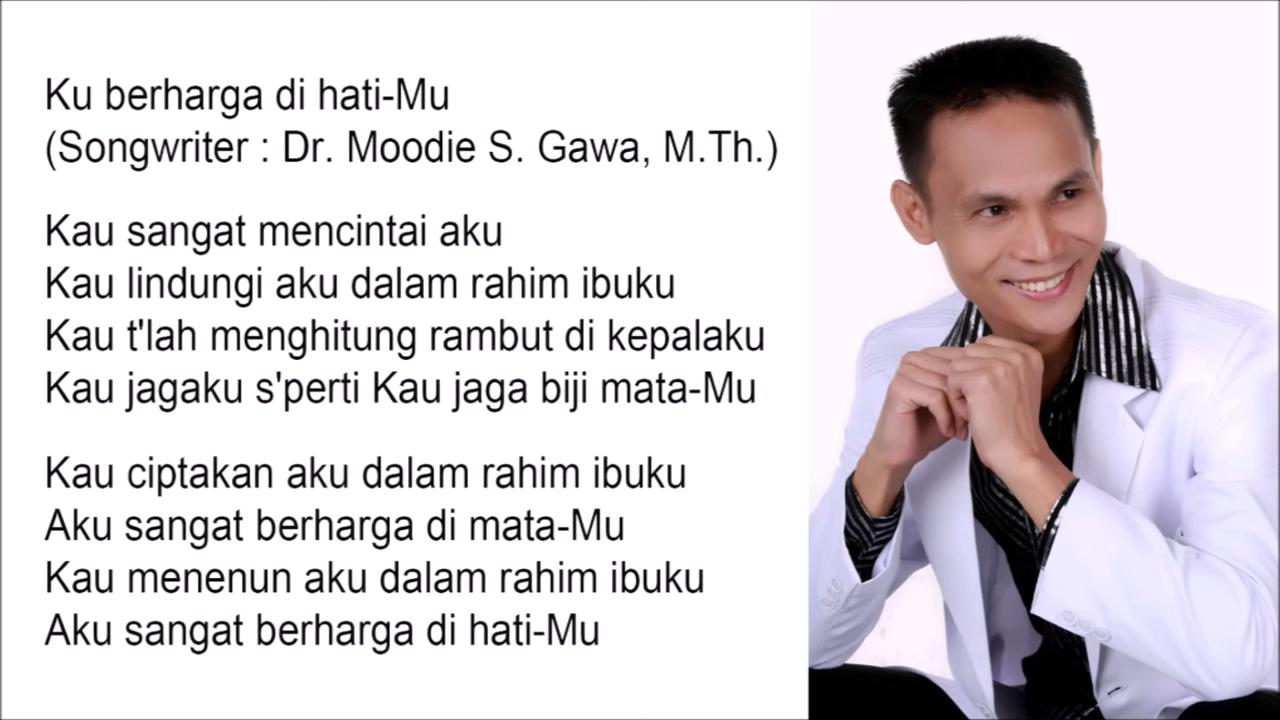 Ku berharga di hati-Mu
(Songwriter : Dr. Moodie S. Gawa, M.Th.)
Kau sangat mencintai aku
Kau lindungi aku dalam rahim ibuku
Kau t'lah menghitung rambut di kepalaku
Kau jagaku s'perti Kau jaga biji mata-Mu
Kau ciptakan aku dalam rahim ibuku
Aku sangat berharga di mata-Mu
Kau menenun aku dalam rahim ibuku
Aku sangat berharga di hati-Mu